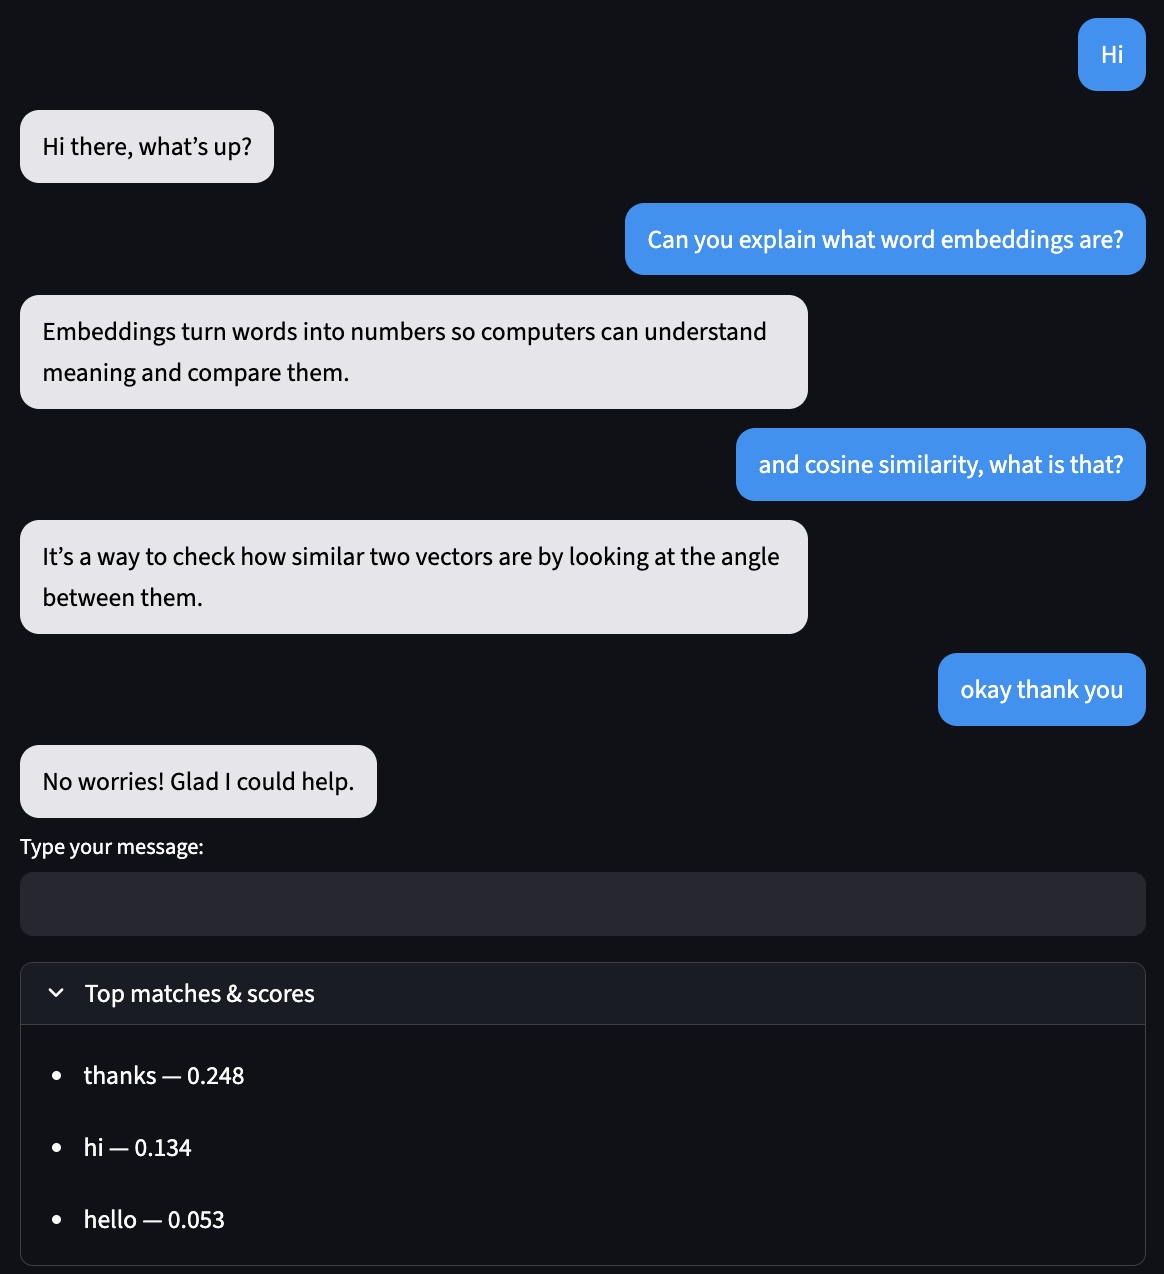 Hi
Hi there, what’s up?
Can you explain what word embeddings are?
Embeddings turn words into numbers so computers can understand
meaning and compare them.
and cosine similarity, what is that?
It’s a way to check how similar two vectors are by looking at the angle
between them.
okay thank you
No worries! Glad I could help.
Type your message:
Top matches & scores
• thanks — 0.248
• hi — 0.134
• hello — 0.053